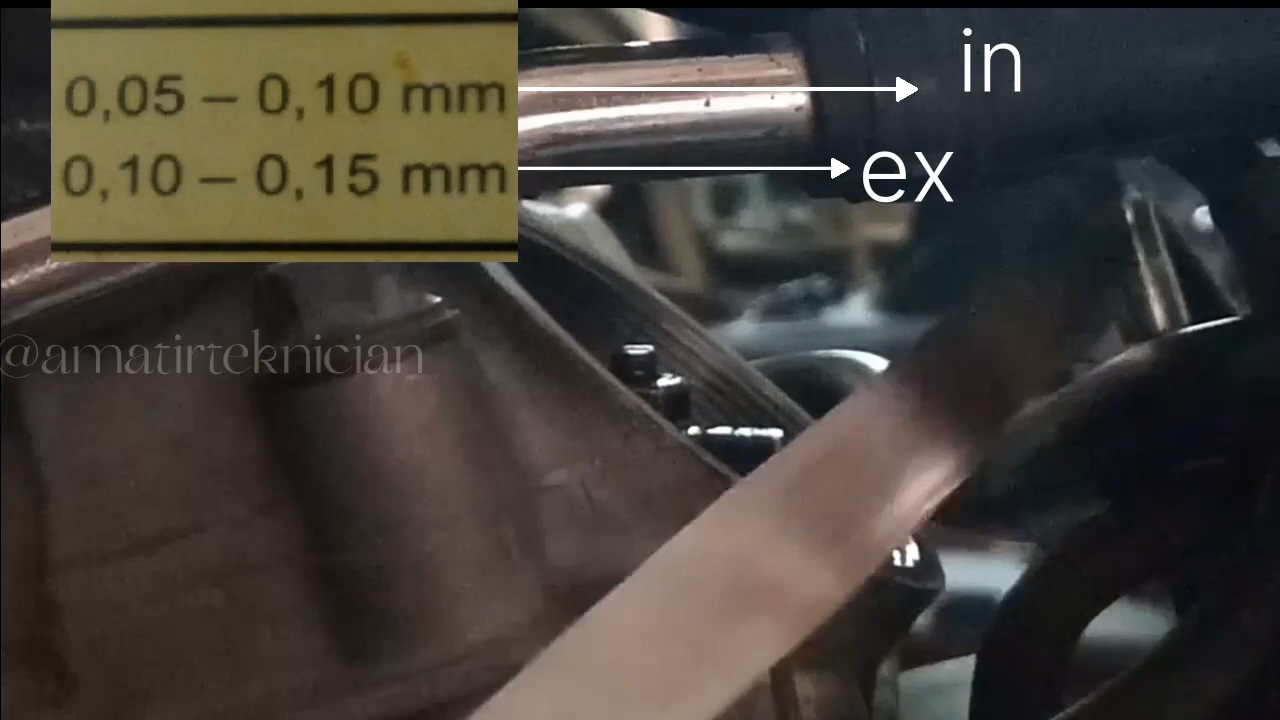 0,05 – 0,10 mm
in
0,10 – 0,15 mm
ex
@amatirteknician